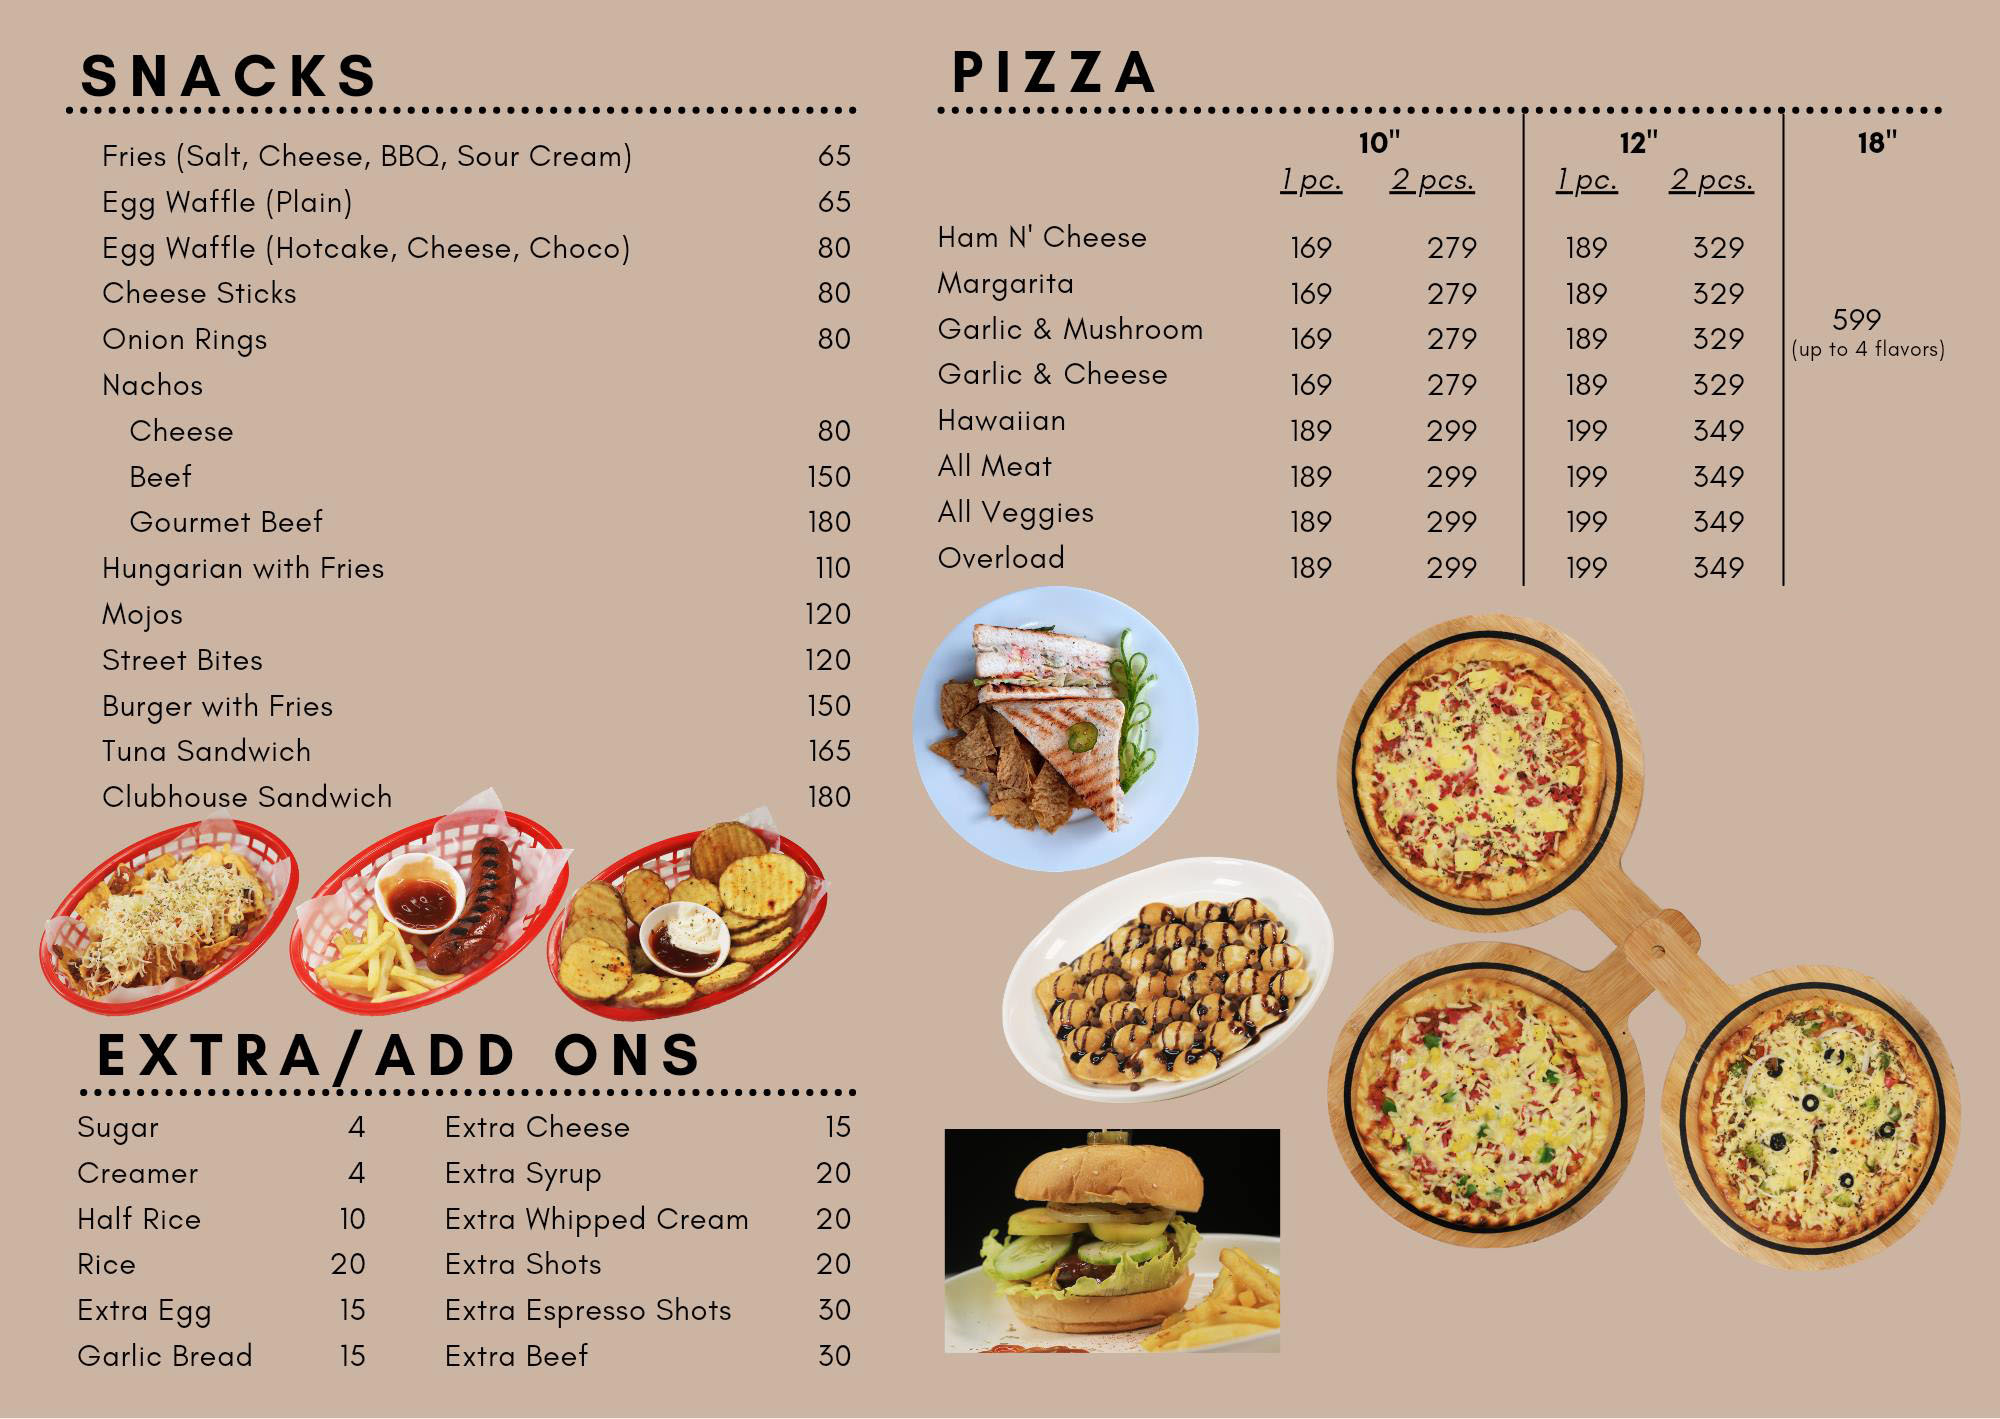 SNACKS
Fries (Salt, Cheese, BBQ, Sour Cream) 65
Egg Waffle (Plain) 65
Egg Waffle (Hotcake, Cheese, Choco) 80
Cheese Sticks 80
Onion Rings 80
Nachos
Cheese 80
Beef 150
Gourmet Beef 180
Hungarian with Fries 110
Mojos 120
Street Bites 120
Burger with Fries 150
Tuna Sandwich 165
Clubhouse Sandwich 180
EXTRA/ADD ONS
Sugar 4
Creamer 4
Half Rice 10
Rice 20
Extra Egg 15
Garlic Bread 15
Extra Cheese 15
Extra Syrup 20
Extra Whipped Cream 20
Extra Shots 20
Extra Espresso Shots 30
Extra Beef 30
PIZZA
10" 12" 18"
1 pc. 2 pcs. 1 pc. 2 pcs.
Ham N' Cheese 169 279 189 329
Margarita 169 279 189 329
Garlic & Mushroom 169 279 189 329
Garlic & Cheese 169 279 189 329
Hawaiian 189 299 199 349
All Meat 189 299 199 349
All Veggies 189 299 199 349
Overload 189 299 199 349
599
(up to 4 flavors)